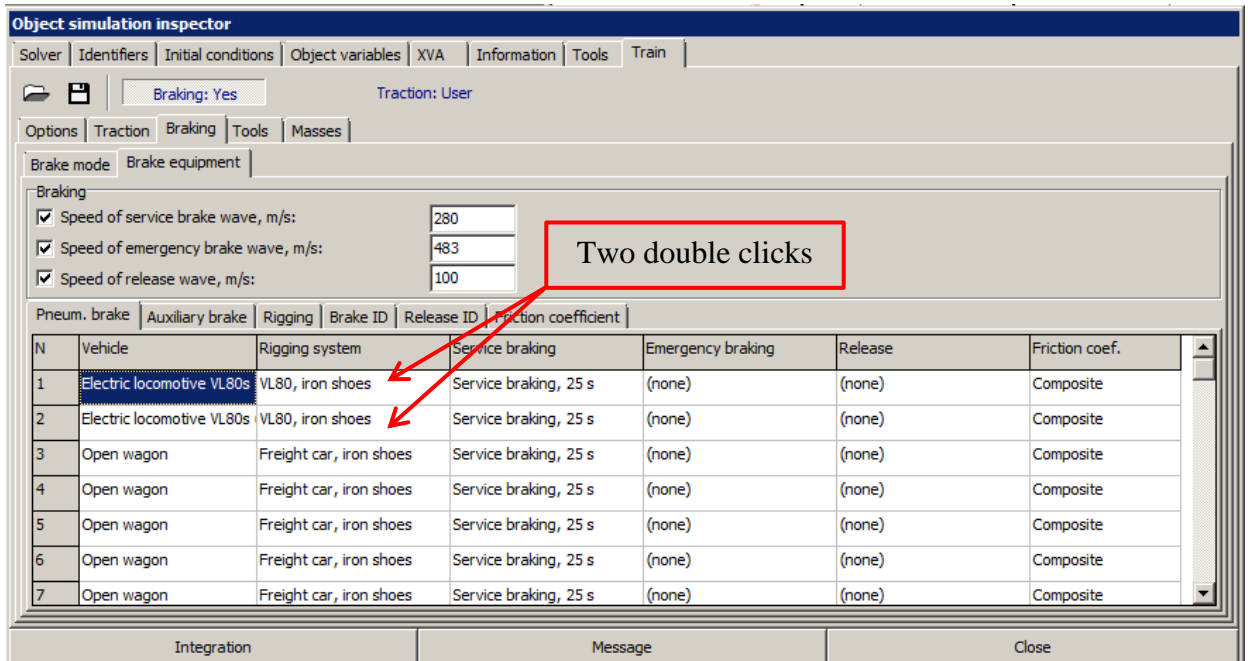 Object simulation inspector
Solver Identifiers Initial conditions Object variables XVA Information Tools Train
Braking: Yes Traction: User
Options Traction Braking Tools Masses
Brake mode Brake equipment
Braking
Speed of service brake wave, m/s: 280
Speed of emergency brake wave, m/s: 483
Speed of release wave, m/s: 100
Two double clicks
Pneum. brake Auxiliary brake Rigging Brake ID Release ID Friction coefficient
N Vehicle Rigging system Service braking Emergency braking Release Friction coef.
1 Electric locomotive VL80s VL80, iron shoes Service braking, 25 s (none) (none) Composite
2 Electric locomotive VL80s ( VL80, iron shoes Service braking, 25 s (none) (none) Composite
3 Open wagon Freight car, iron shoes Service braking, 25 s (none) (none) Composite
4 Open wagon Freight car, iron shoes Service braking, 25 s (none) (none) Composite
5 Open wagon Freight car, iron shoes Service braking, 25 s (none) (none) Composite
6 Open wagon Freight car, iron shoes Service braking, 25 s (none) (none) Composite
7 Open wagon Freight car, iron shoes Service braking, 25 s (none) (none) Composite
Integration Message Close